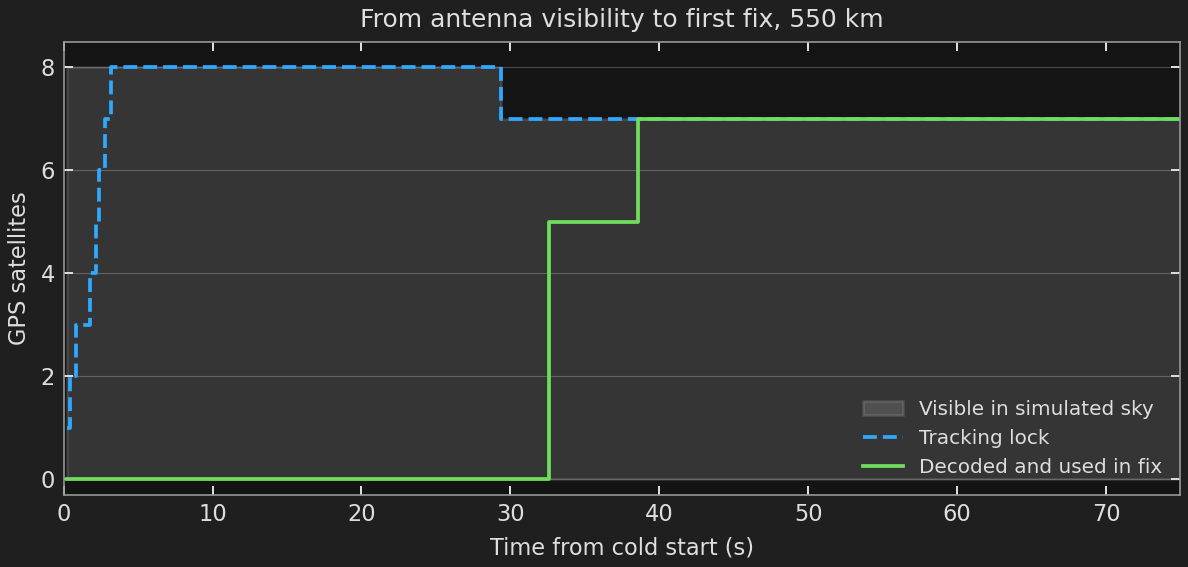 From antenna visibility to first fix, 550 km
GPS satellites
8
6
4
2
0
Visible in simulated sky
Tracking lock
Decoded and used in fix
0 10 20 30 40 50 60 70
Time from cold start (s)